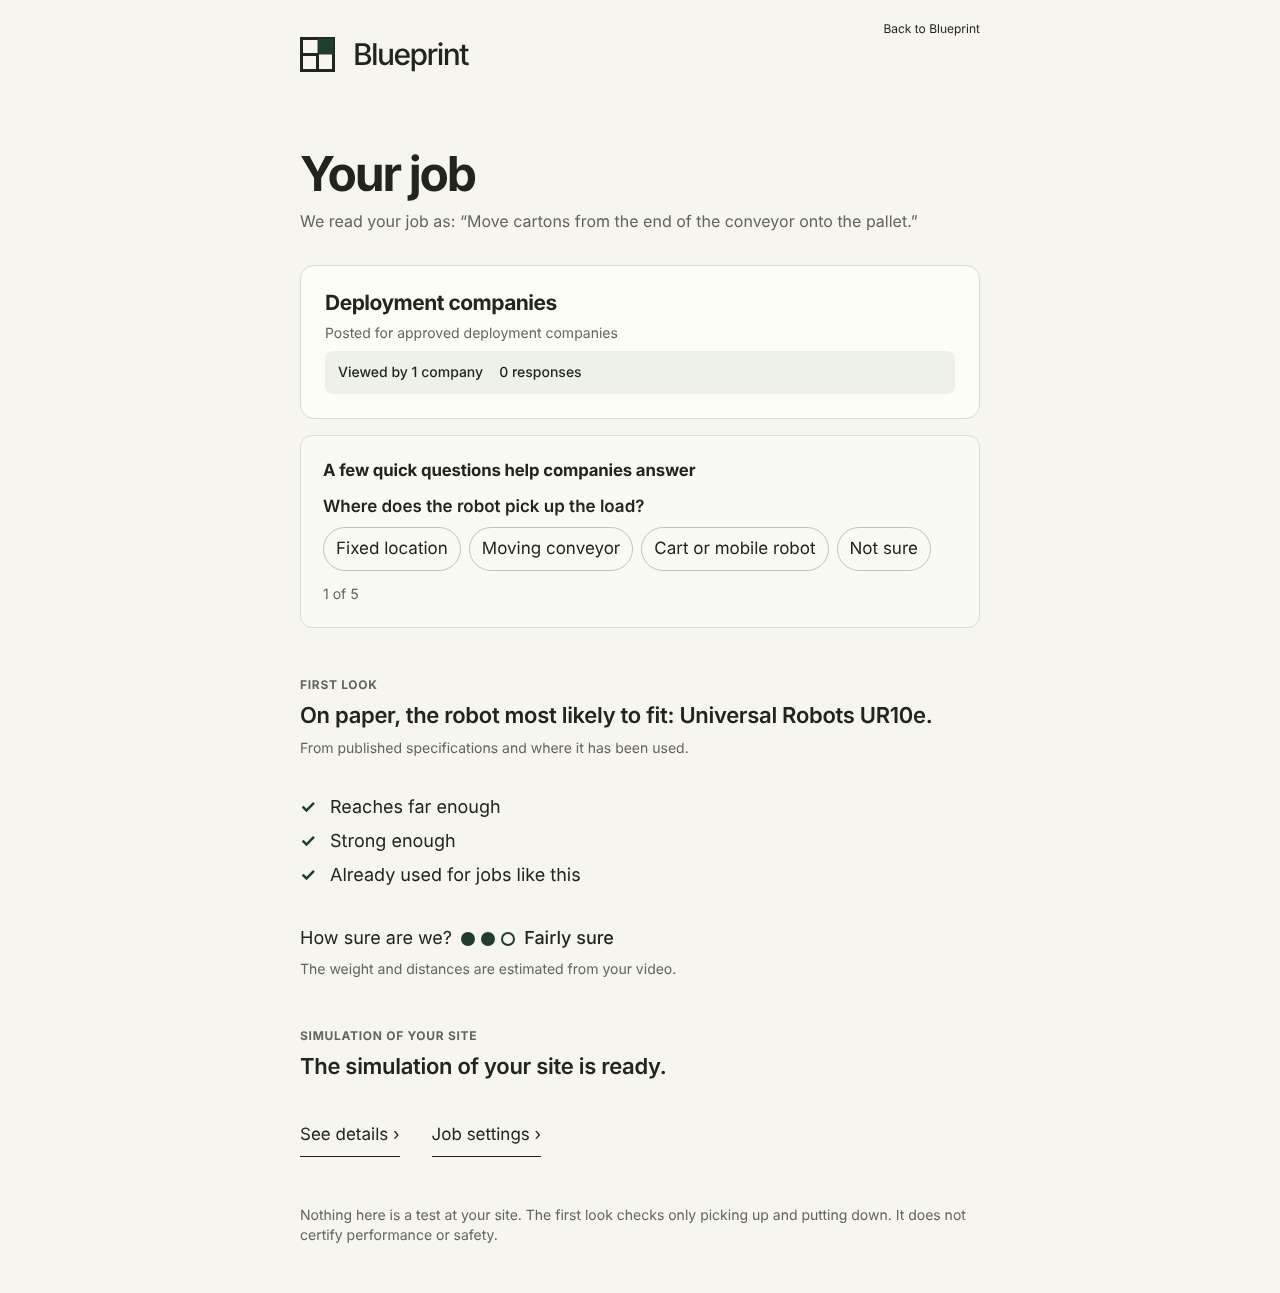 Back to Blueprint
Blueprint
Your job
We read your job as: “Move cartons from the end of the conveyor onto the pallet.”
Deployment companies
Posted for approved deployment companies
Viewed by 1 company 0 responses
A few quick questions help companies answer
Where does the robot pick up the load?
Fixed location Moving conveyor Cart or mobile robot Not sure
1 of 5
FIRST LOOK
On paper, the robot most likely to fit: Universal Robots UR10e.
From published specifications and where it has been used.
Reaches far enough
Strong enough
Already used for jobs like this
How sure are we? Fairly sure
The weight and distances are estimated from your video.
SIMULATION OF YOUR SITE
The simulation of your site is ready.
See details › Job settings ›
Nothing here is a test at your site. The first look checks only picking up and putting down. It does not
certify performance or safety.